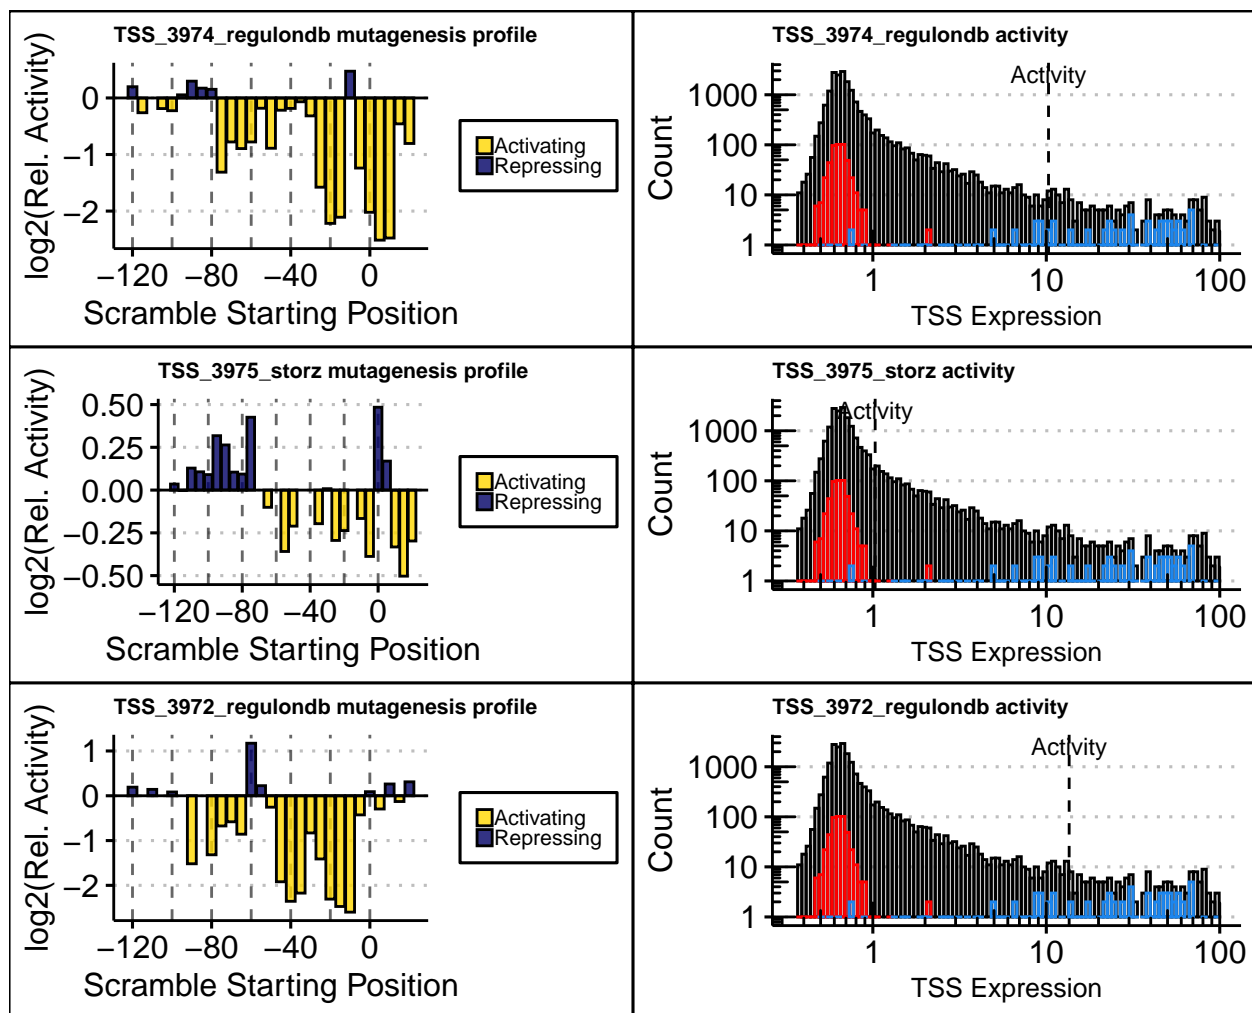 TSS_3974_regulondb mutagenesis profile
log2(Rel. Activity)
0
−1
−2
−120 −80 −40 0
Scramble Starting Position
Activating
Repressing
TSS_3974_regulondb activity
Activity
Count
1000
100
10
1
1 10 100
TSS Expression
TSS_3975_storz mutagenesis profile
log2(Rel. Activity)
0.50
0.25
0.00
−0.25
−0.50
−120 −80 −40 0
Scramble Starting Position
Activating
Repressing
TSS_3975_storz activity
Activity
Count
1000
100
10
1
1 10 100
TSS Expression
TSS_3972_regulondb mutagenesis profile
log2(Rel. Activity)
1
0
−1
−2
−120 −80 −40 0
Scramble Starting Position
Activating
Repressing
TSS_3972_regulondb activity
Activity
Count
1000
100
10
1
1 10 100
TSS Expression